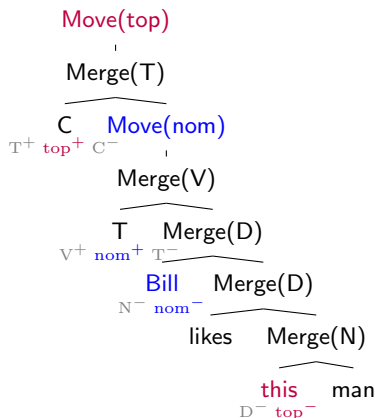 Move(top)
Merge(T)
C Move(nom)
T⁺ top⁺ C⁻
Merge(V)
T Merge(D)
V⁺ nom⁺ T⁻
Bill Merge(D)
N⁻ nom⁻
likes Merge(N)
this man
D⁻ top⁻